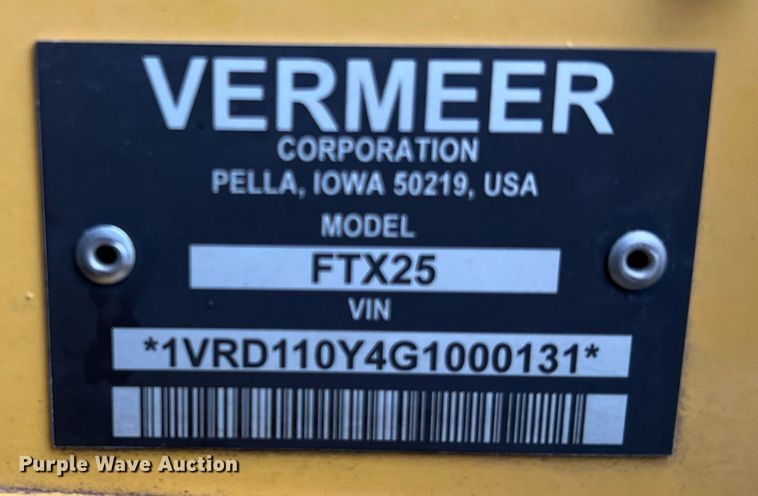 VERMEER
CORPORATION
PELLA, IOWA 50219, USA
MODEL
FTX25
VIN
*1VRD110Y4G1000131*
Purple Wave Auction